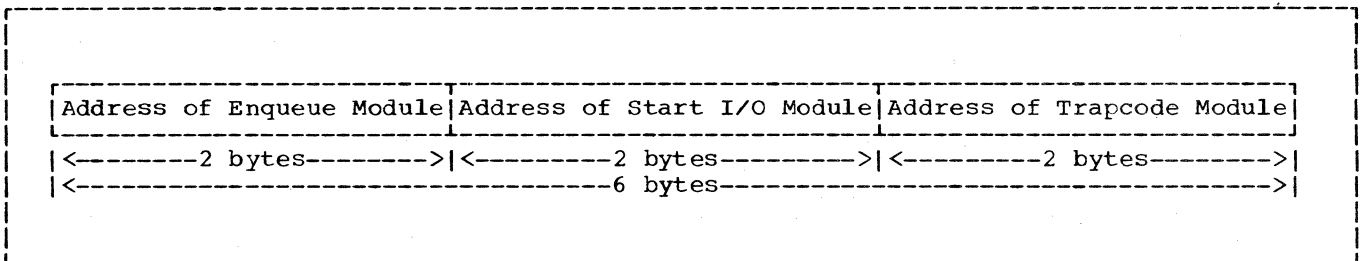 |Address of Enqueue Module|Address of Start I/O Module|Address of Trapcode Module|
|<--------2 bytes-------->|<---------2 bytes--------->|<---------2 bytes-------->|
|<-----------------------------------6 bytes----------------------------------->|